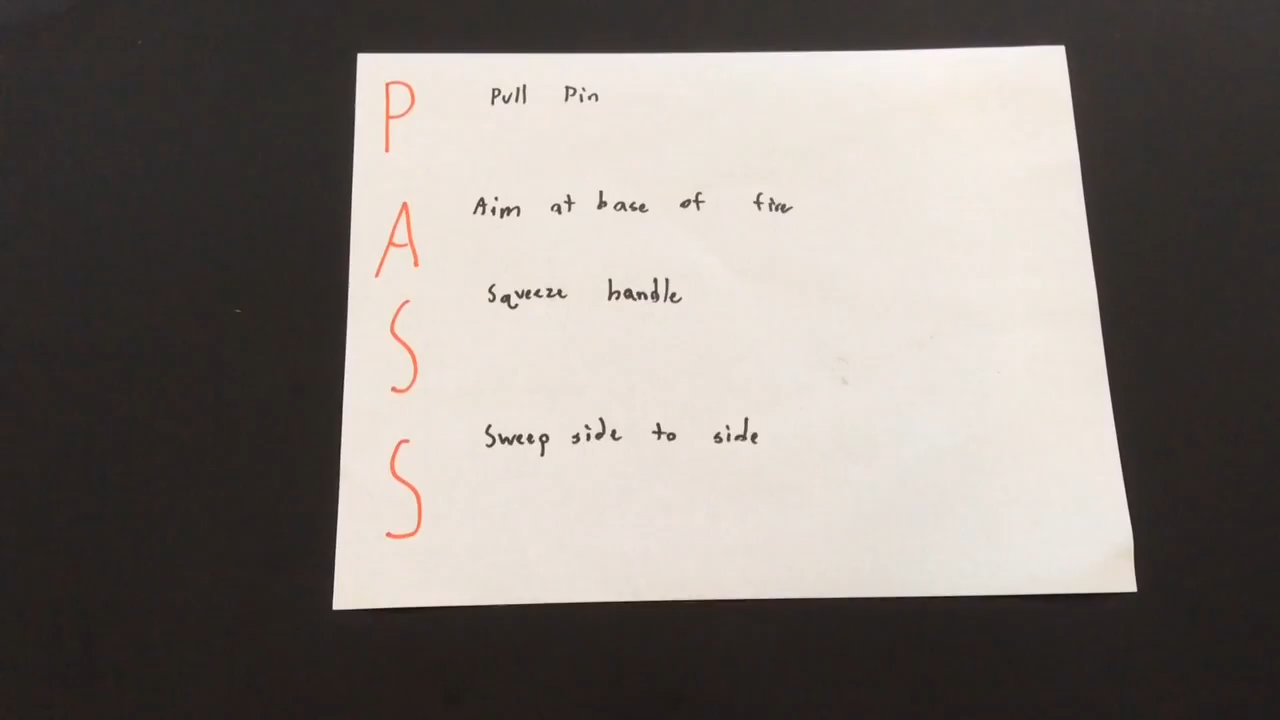 P Pull Pin
A Aim at base of fire
S Squeeze handle
S Sweep side to side